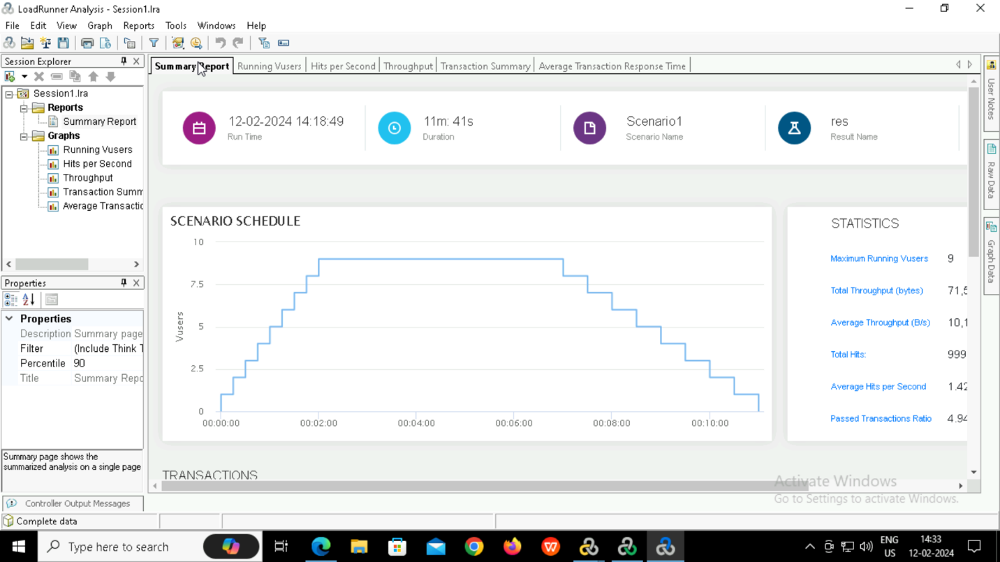 LoadRunner Analysis - Session1.lra
File Edit View Graph Reports Tools Windows Help
Session Explorer
Session1.lra
Reports
Summary Report
Graphs
Running Vusers
Hits per Second
Throughput
Transaction Summ
Average Transactic
Properties
Properties
Description Summary page
Filter (Include Think T
Percentile 90
Title Summary Repo
Summary page shows the
summarized analysis on a single page
Controller Output Messages
Complete data
Summary Report Running Vusers Hits per Second Throughput Transaction Summary Average Transaction Response Time
12-02-2024 14:18:49
Run Time
11m: 41s
Duration
Scenario1
Scenario Name
res
Result Name
SCENARIO SCHEDULE
10
7.5
5
2.5
0
Vusers
00:00:00 00:02:00 00:04:00 00:06:00 00:08:00 00:10:00
STATISTICS
Maximum Running Vusers 9
Total Throughput (bytes) 71,5
Average Throughput (B/s) 10,1
Total Hits: 999
Average Hits per Second 1.42
Passed Transactions Ratio 4.94
TRANSACTIONS
User Notes
Raw Data
Graph Data
Activate Windows
Go to Settings to activate Windows.
Type here to search
ENG
US
14:33
12-02-2024